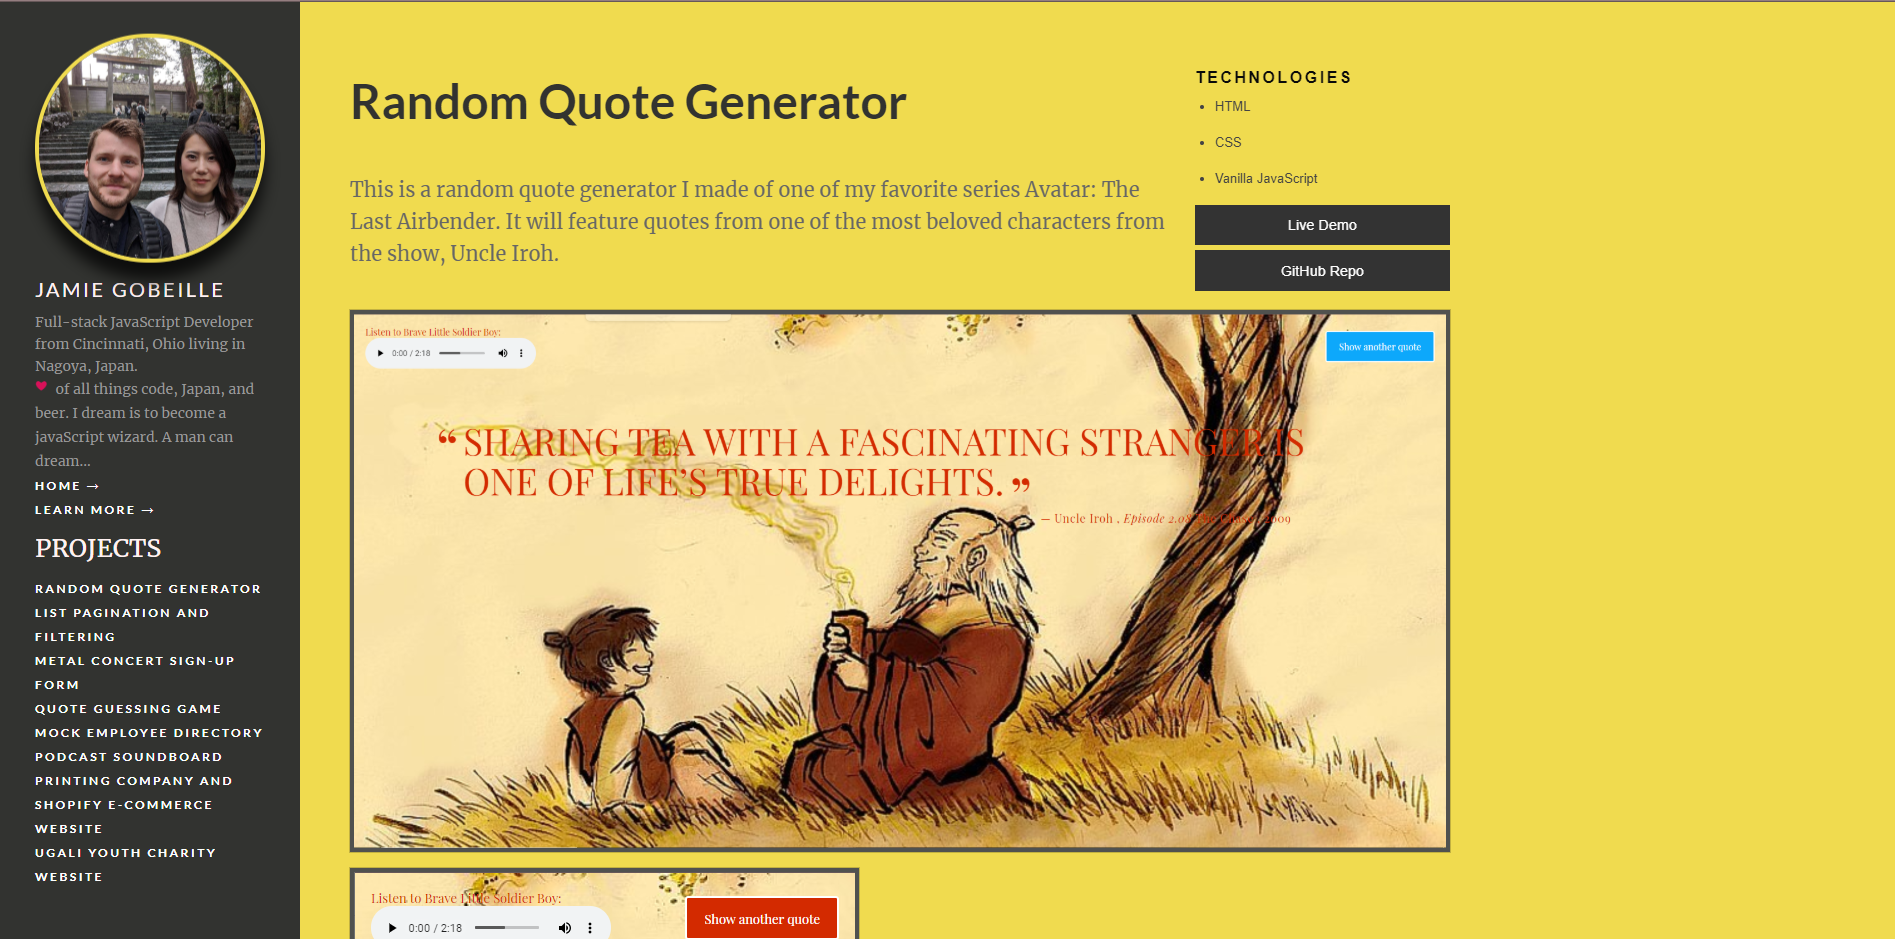 JAMIE GOBEILLE
Full-stack JavaScript Developer
from Cincinnati, Ohio living in
Nagoya, Japan.
of all things code, Japan, and
beer. I dream is to become a
javaScript wizard. A man can
dream...
HOME →
LEARN MORE →
PROJECTS
RANDOM QUOTE GENERATOR
LIST PAGINATION AND
FILTERING
METAL CONCERT SIGN-UP
FORM
QUOTE GUESSING GAME
MOCK EMPLOYEE DIRECTORY
PODCAST SOUNDBOARD
PRINTING COMPANY AND
SHOPIFY E-COMMERCE
WEBSITE
UGALI YOUTH CHARITY
WEBSITE
Random Quote Generator
This is a random quote generator I made of one of my favorite series Avatar: The
Last Airbender. It will feature quotes from one of the most beloved characters from
the show, Uncle Iroh.
TECHNOLOGIES
• HTML
• CSS
• Vanilla JavaScript
Live Demo
GitHub Repo
Listen to Brave Little Soldier Boy:
0:00 / 2:18
Show another quote
“ SHARING TEA WITH A FASCINATING STRANGER IS
ONE OF LIFE’S TRUE DELIGHTS. ”
— Uncle Iroh , Episode 2.08 2009
Listen to Brave Little Soldier Boy:
0:00 / 2:18
Show another quote